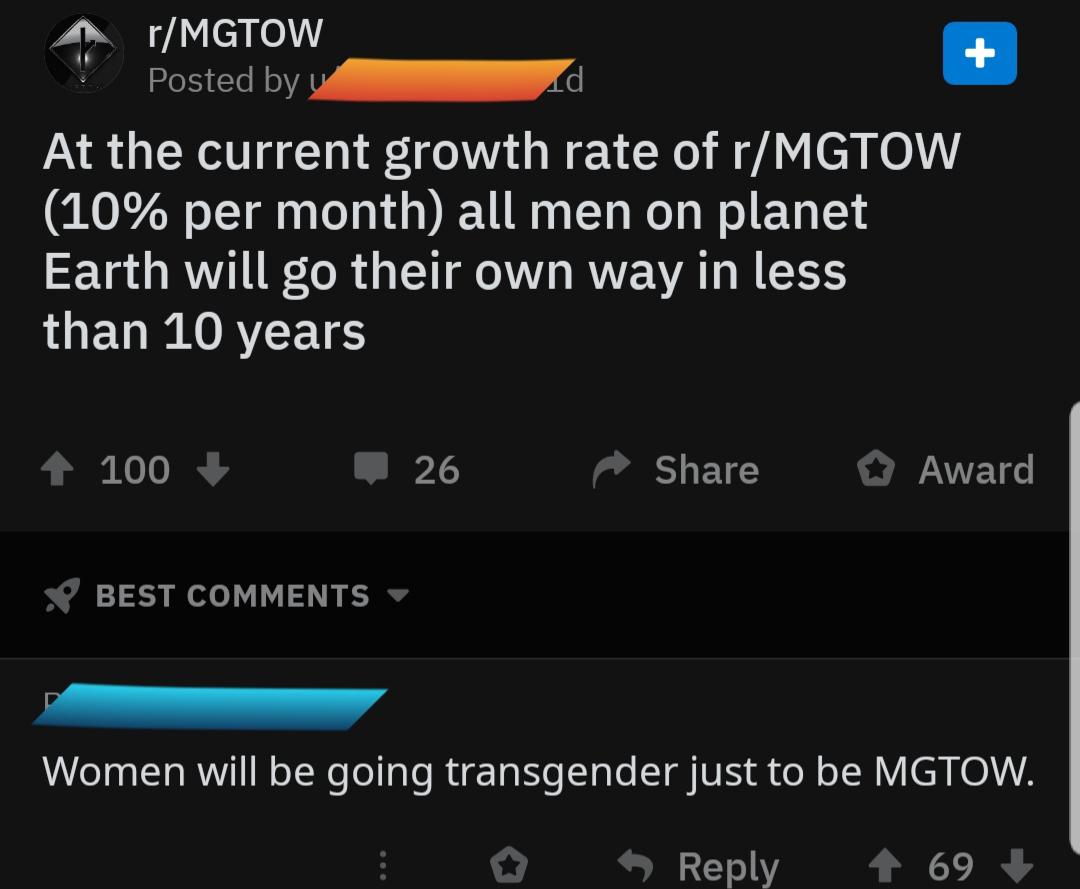 r/MGTOW
Posted by u 1d
At the current growth rate of r/MGTOW
(10% per month) all men on planet
Earth will go their own way in less
than 10 years
100 26 Share Award
BEST COMMENTS
Women will be going transgender just to be MGTOW.
Reply 69